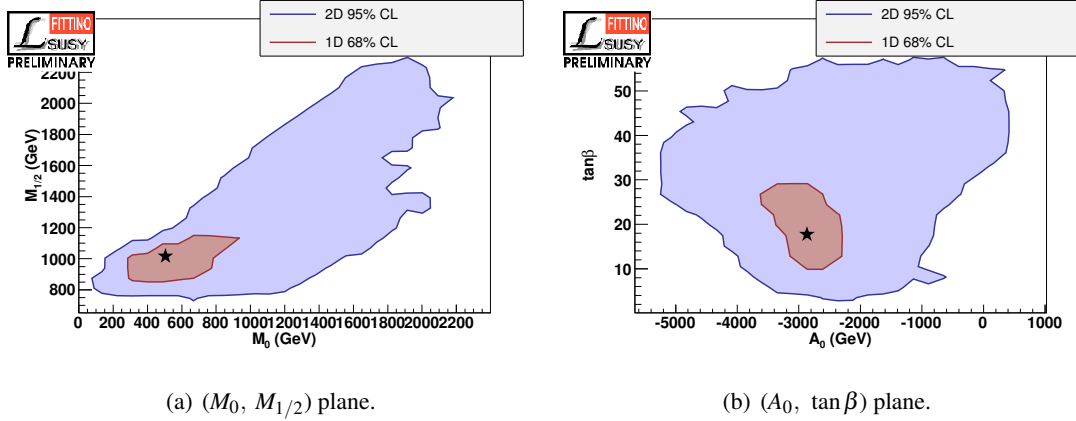 2D 95% CL
1D 68% CL
L FITTINO
SUSY
PRELIMINARY
2200
2000
1800
1600
1400
1200
1000
800
M1/2 (GeV)
0 200 400 600 800 1000 1200 1400 1600 1800 2000 2200
M0 (GeV)
(a) (M0, M1/2) plane.
2D 95% CL
1D 68% CL
L FITTINO
SUSY
PRELIMINARY
50
40
30
20
10
tanβ
-5000 -4000 -3000 -2000 -1000 0 1000
A0 (GeV)
(b) (A0, tanβ) plane.